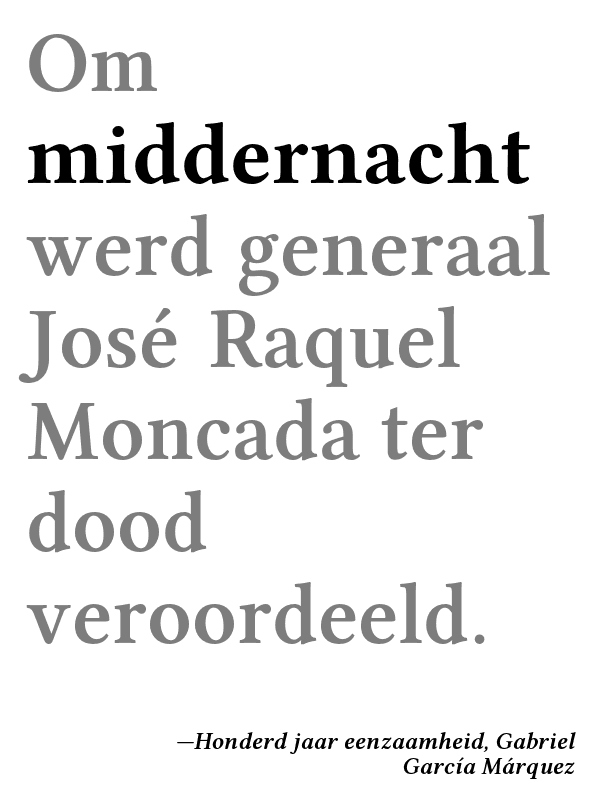 Om
middernacht
werd generaal
José Raquel
Moncada ter
dood
veroordeeld.
—Honderd jaar eenzaamheid, Gabriel
García Márquez